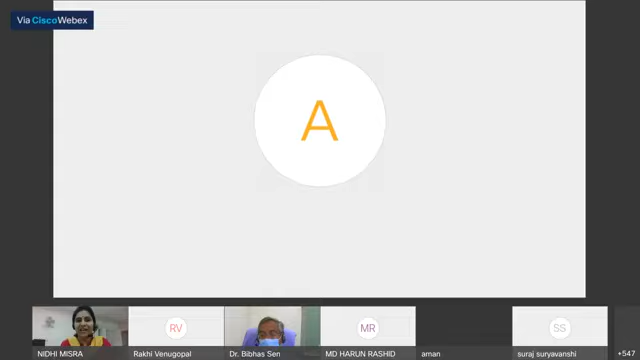 Via CiscoWebex
A
RV
MR
SS
NIDHI MISRA
Rakhi Venugopal
Dr. Bibhas Sen
MD HARUN RASHID
aman
suraj suryavanshi
+547